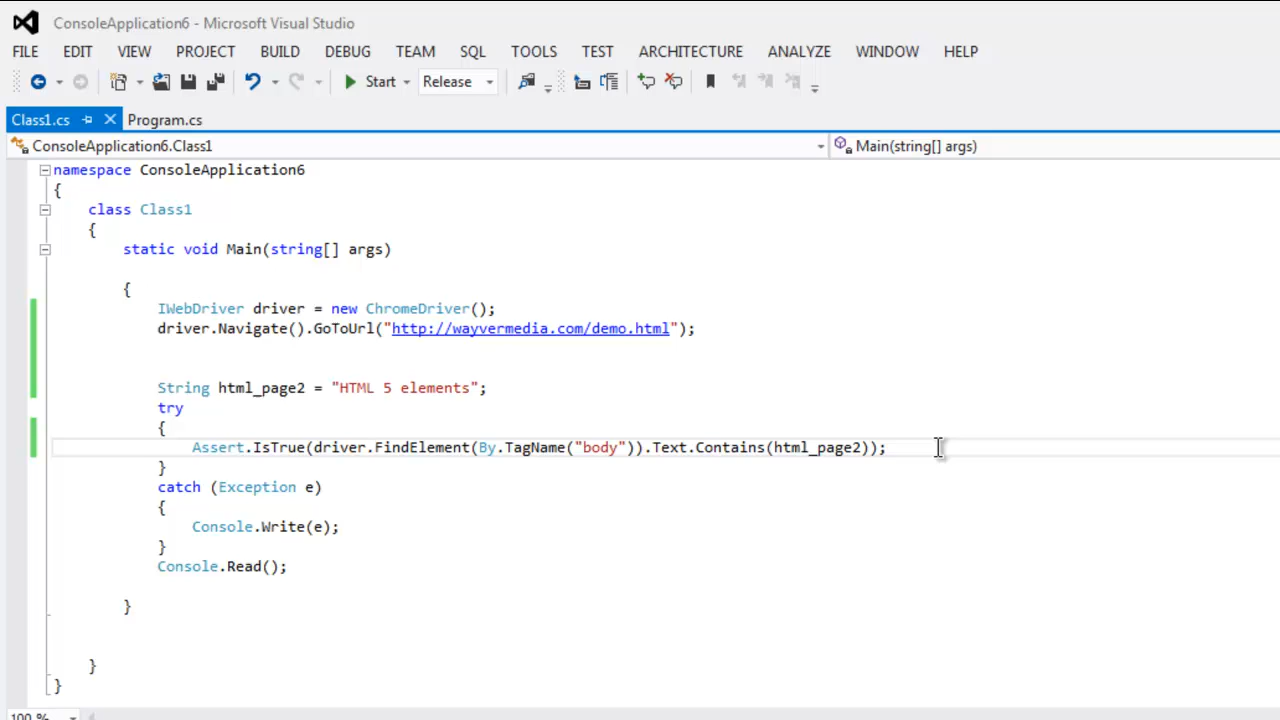 ConsoleApplication6 - Microsoft Visual Studio
FILE EDIT VIEW PROJECT BUILD DEBUG TEAM SQL TOOLS TEST ARCHITECTURE ANALYZE WINDOW HELP
Start Release
Class1.cs Program.cs
ConsoleApplication6.Class1 Main(string[] args)
namespace ConsoleApplication6
{
class Class1
{
static void Main(string[] args)
{
IWebDriver driver = new ChromeDriver();
driver.Navigate().GoToUrl("http://wayvermedia.com/demo.html");
String html_page2 = "HTML 5 elements";
try
{
Assert.IsTrue(driver.FindElement(By.TagName("body")).Text.Contains(html_page2));
}
catch (Exception e)
{
Console.Write(e);
}
Console.Read();
}
}
}
100 %